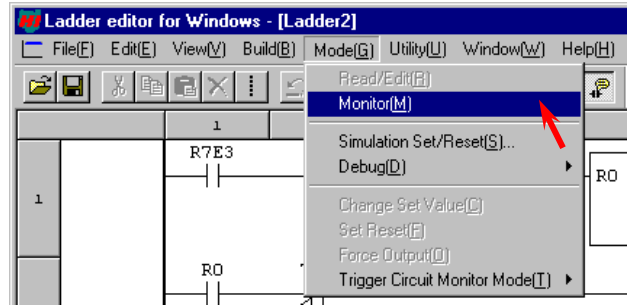 Ladder editor for Windows - [Ladder2]
File(F) Edit(E) View(V) Build(B) Mode(G) Utility(U) Window(W) Help(H)
Read/Edit(R)
Monitor(M)
Simulation Set/Reset(S)...
Debug(D)
Change Set Value(C)
Set Reset(F)
Force Output(O)
Trigger Circuit Monitor Mode(T)
1
R7E3
1
R0
R0